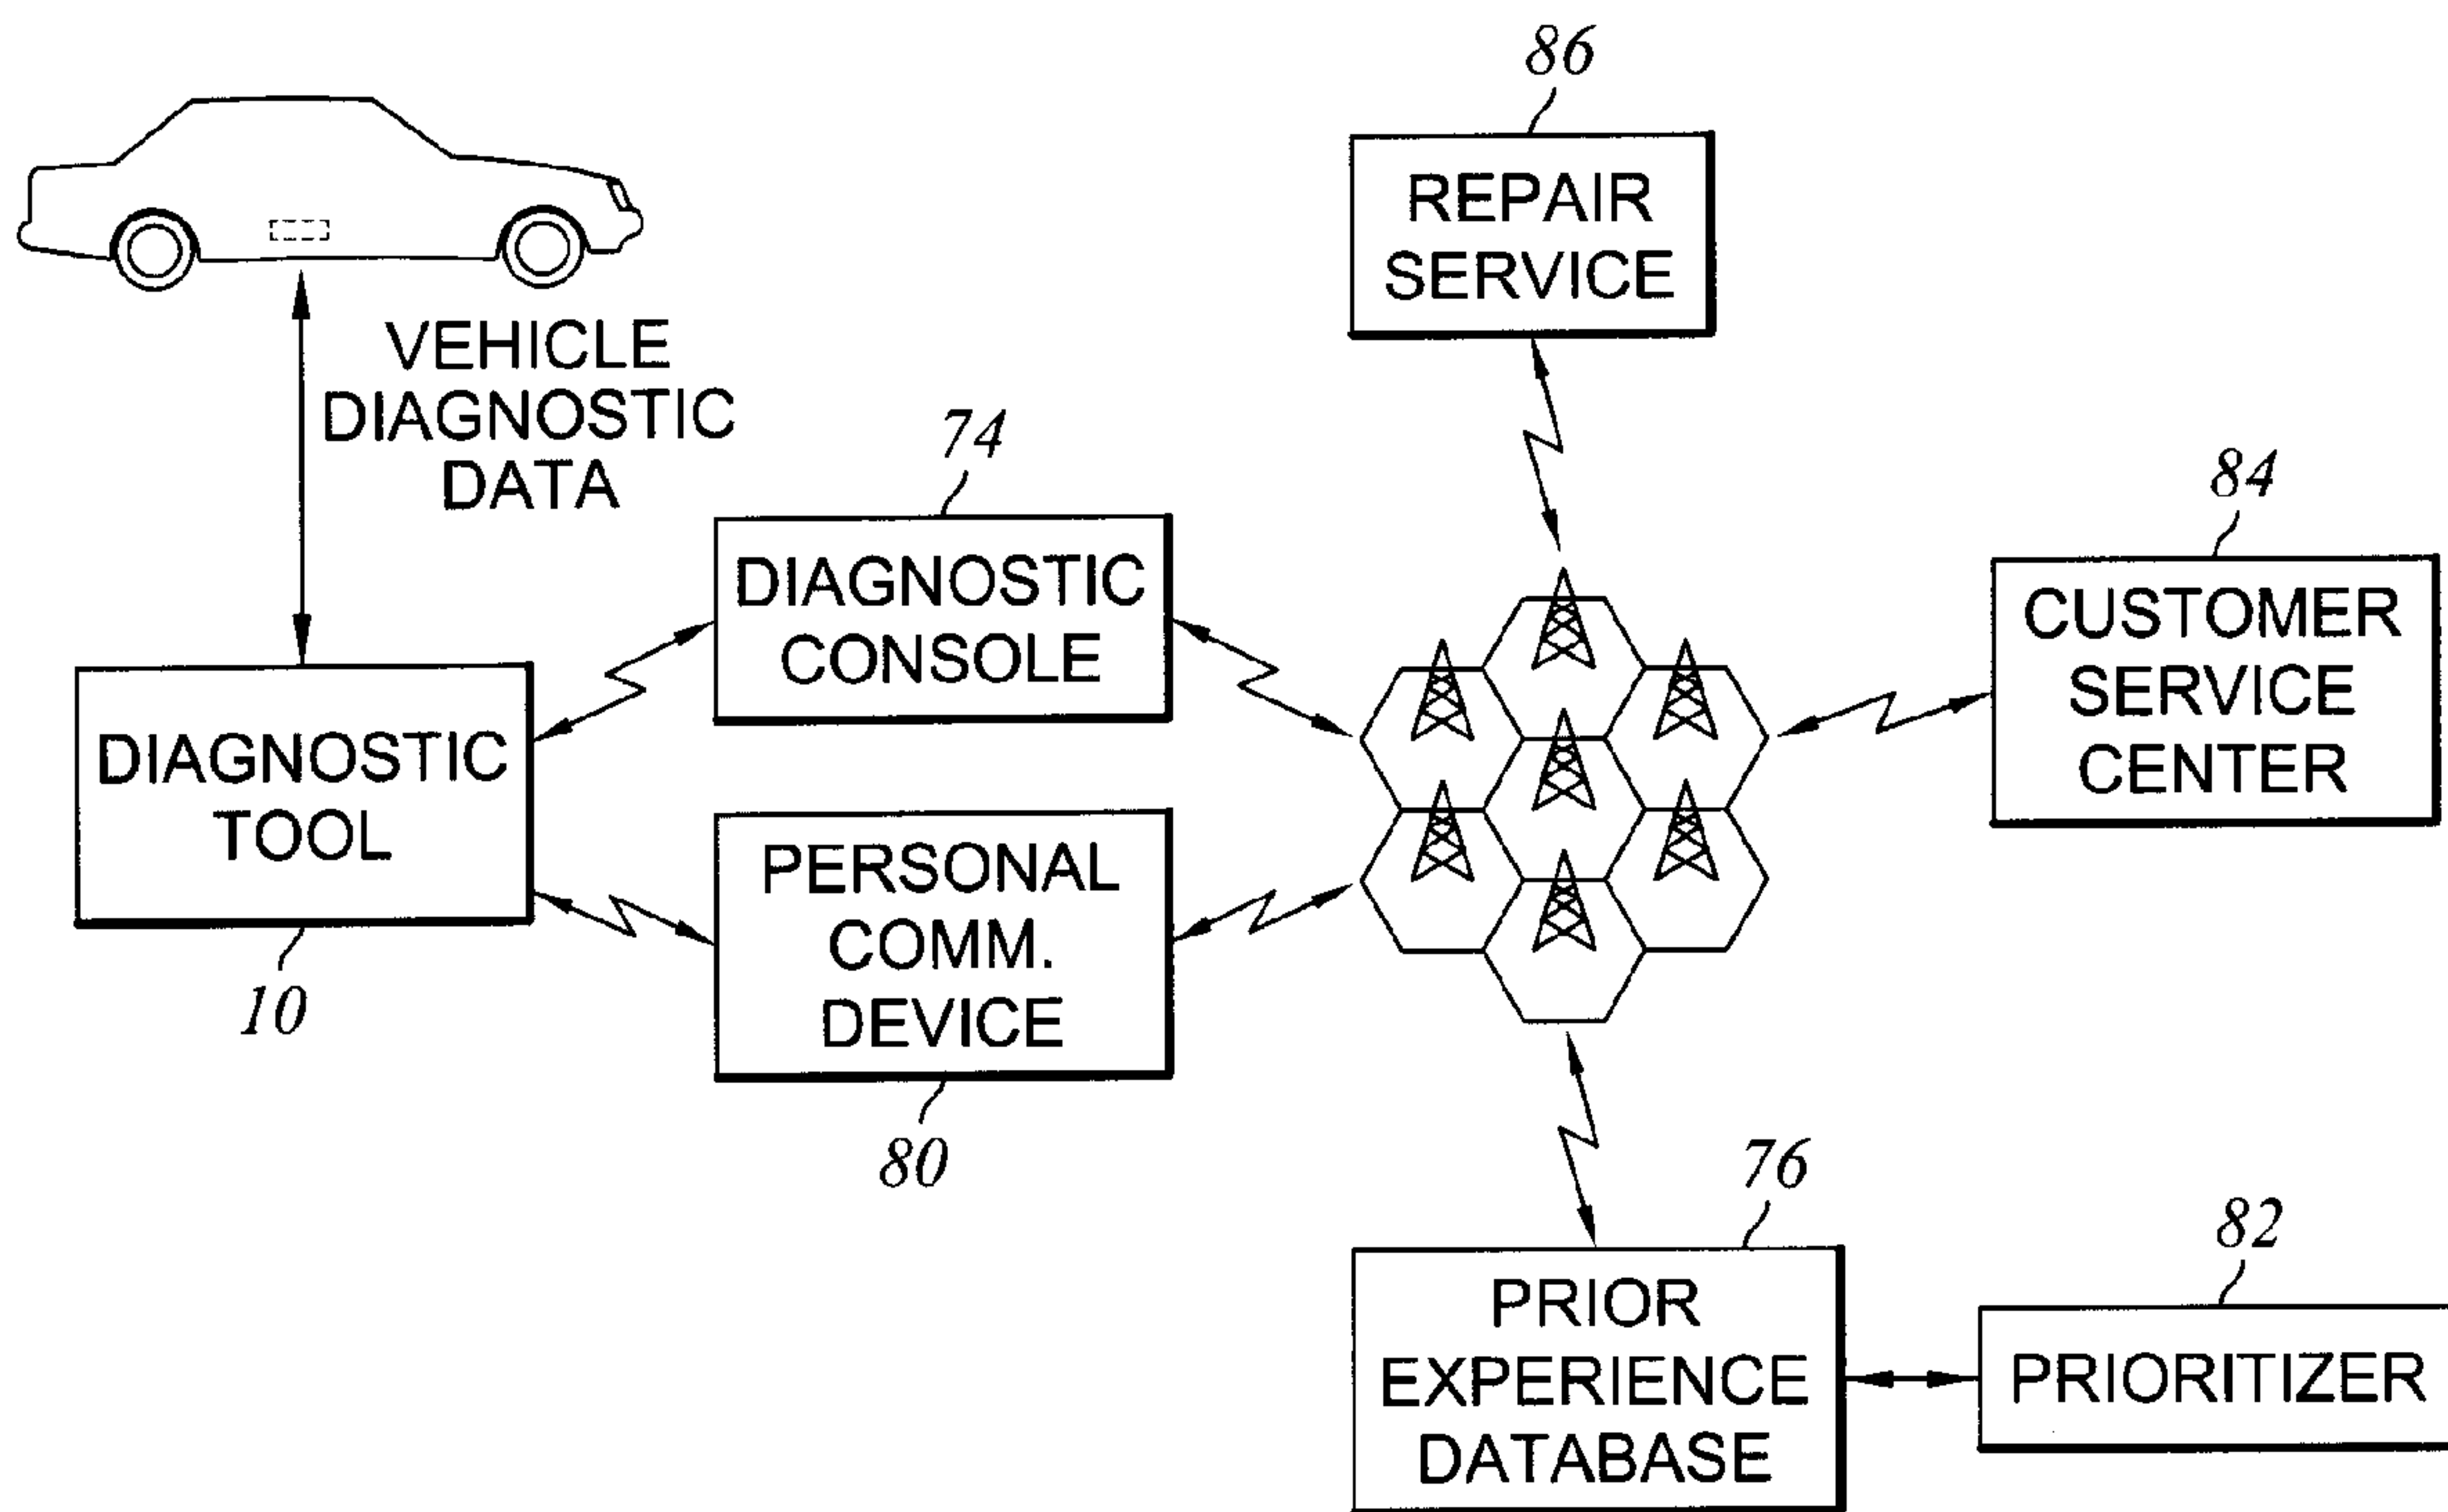 86
REPAIR
SERVICE
VEHICLE
DIAGNOSTIC
DATA
74
DIAGNOSTIC
CONSOLE
84
CUSTOMER
SERVICE
CENTER
DIAGNOSTIC
TOOL
10
PERSONAL
COMM.
DEVICE
80
76
PRIOR
EXPERIENCE
DATABASE
82
PRIORITIZER